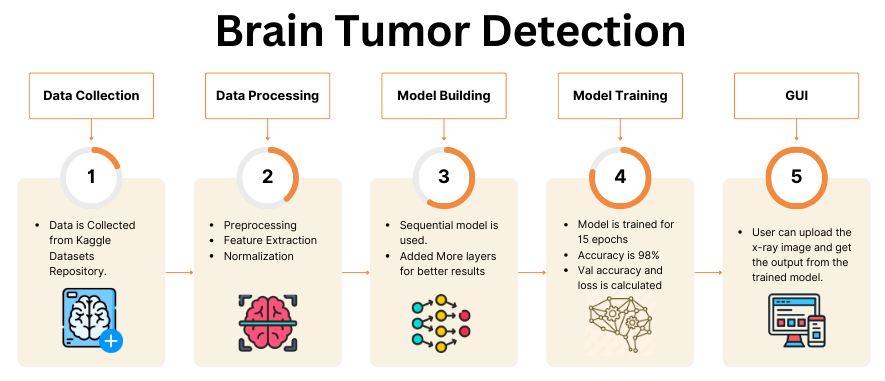 Brain Tumor Detection
Data Collection
Data Processing
Model Building
Model Training
GUI
1
2
3
4
5
• Data is Collected
from Kaggle
Datasets
Repository.
• Preprocessing
• Feature Extraction
• Normalization
• Sequential model is
used.
• Added More layers
for better results
• Model is trained for
15 epochs
• Accuracy is 98%
• Val accuracy and
loss is calculated
• User can upload the
x-ray image and get
the output from the
trained model.